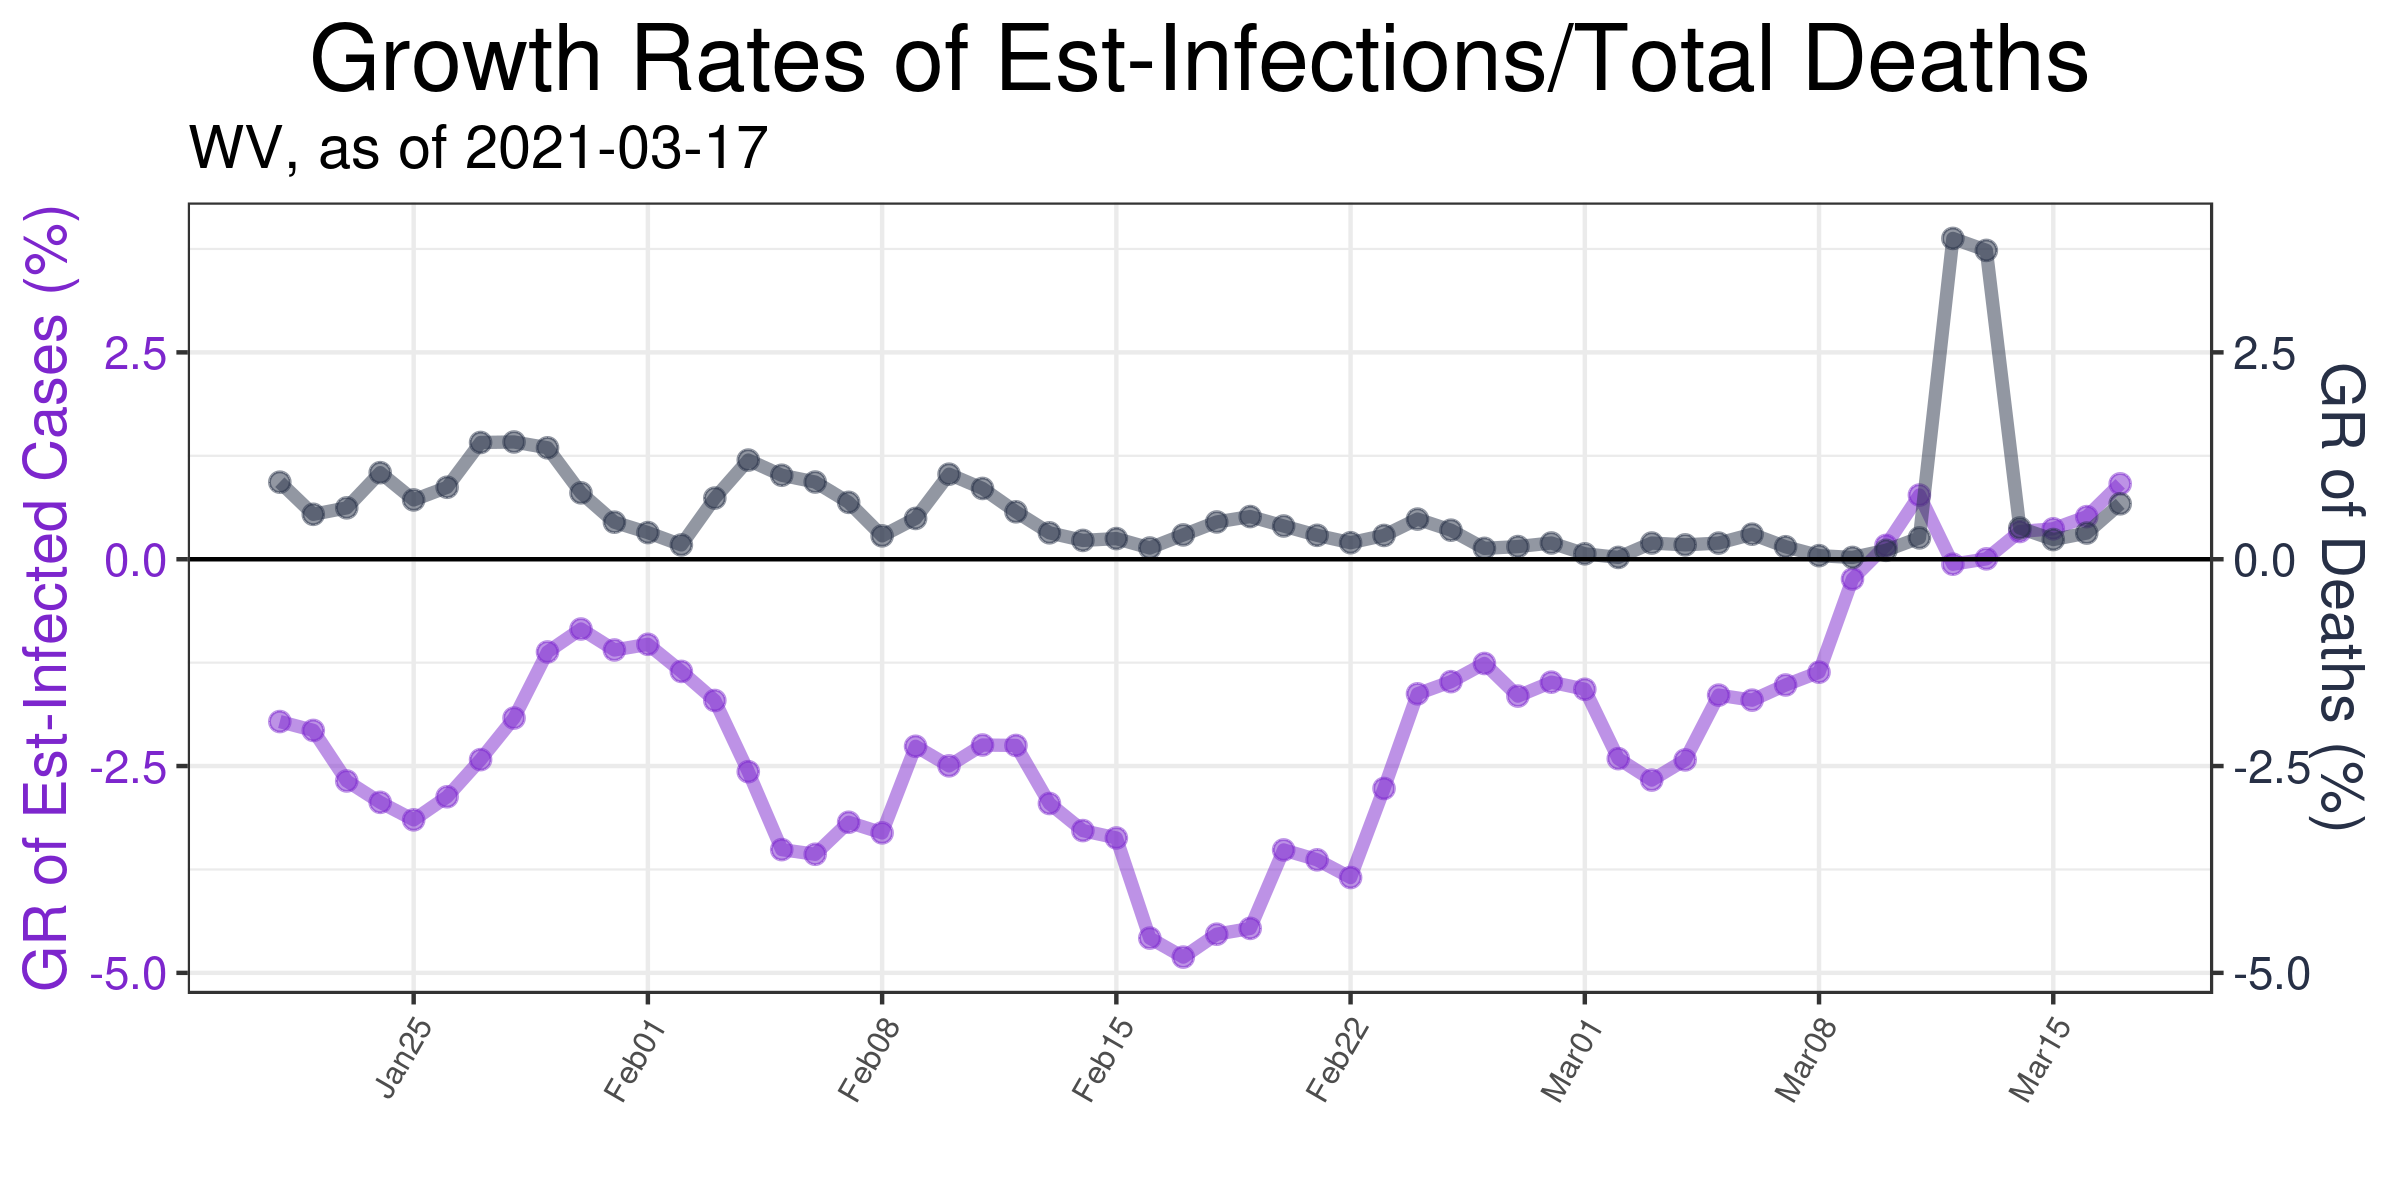 Growth Rates of Est-Infections/Total Deaths
WV, as of 2021-03-17
GR of Est-Infected Cases (%)
2.5
0.0
-2.5
-5.0
2.5
0.0
-2.5
-5.0
GR of Deaths (%)
Jan25
Feb01
Feb08
Feb15
Feb22
Mar01
Mar08
Mar15